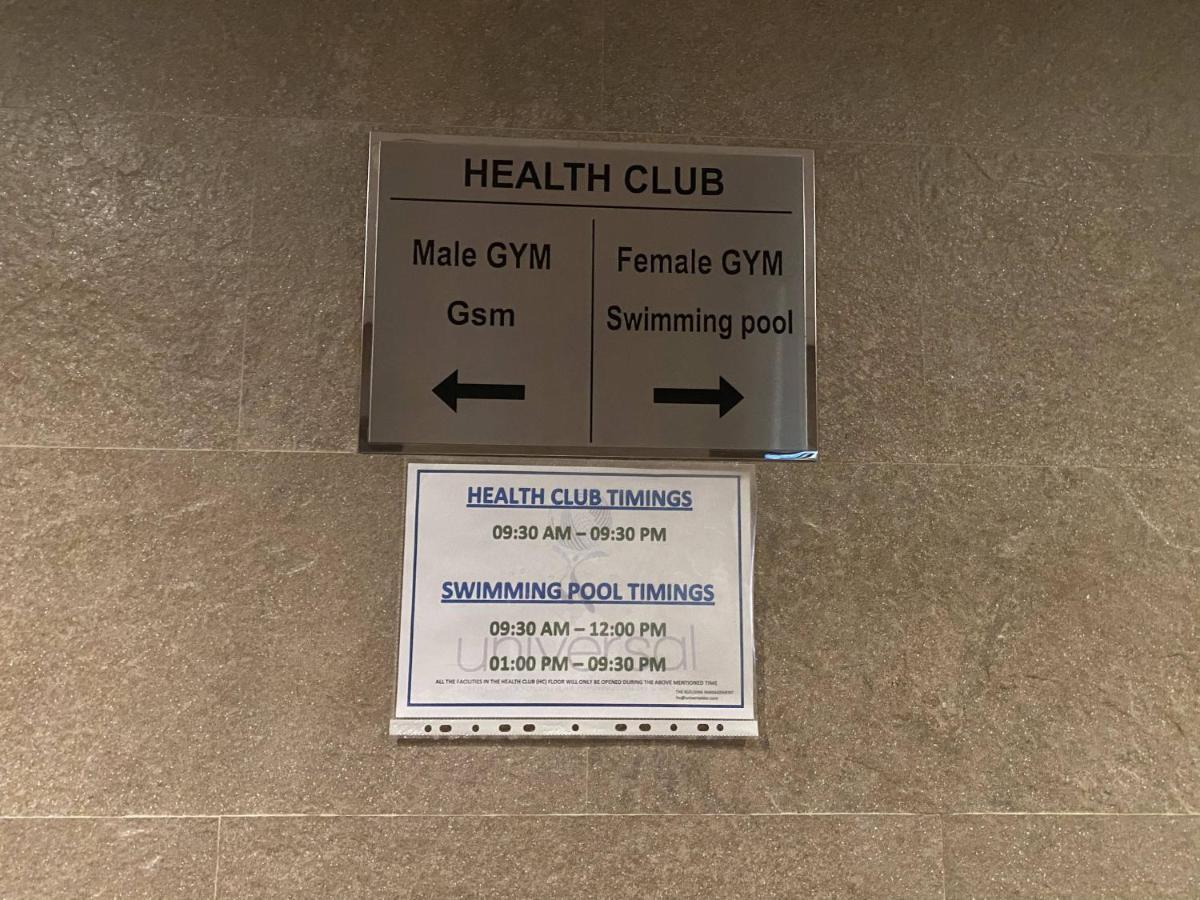 HEALTH CLUB
Male GYM
Gsm
Female GYM
Swimming pool
HEALTH CLUB TIMINGS
09:30 AM – 09:30 PM
SWIMMING POOL TIMINGS
09:30 AM – 12:00 PM
universal
01:00 PM – 09:30 PM
ALL THE FACILITIES IN THE HEALTH CLUB (HC) FLOOR WILL ONLY BE OPENED DURING THE ABOVE MENTIONED TIME
THE BUILDING MANAGEMENT